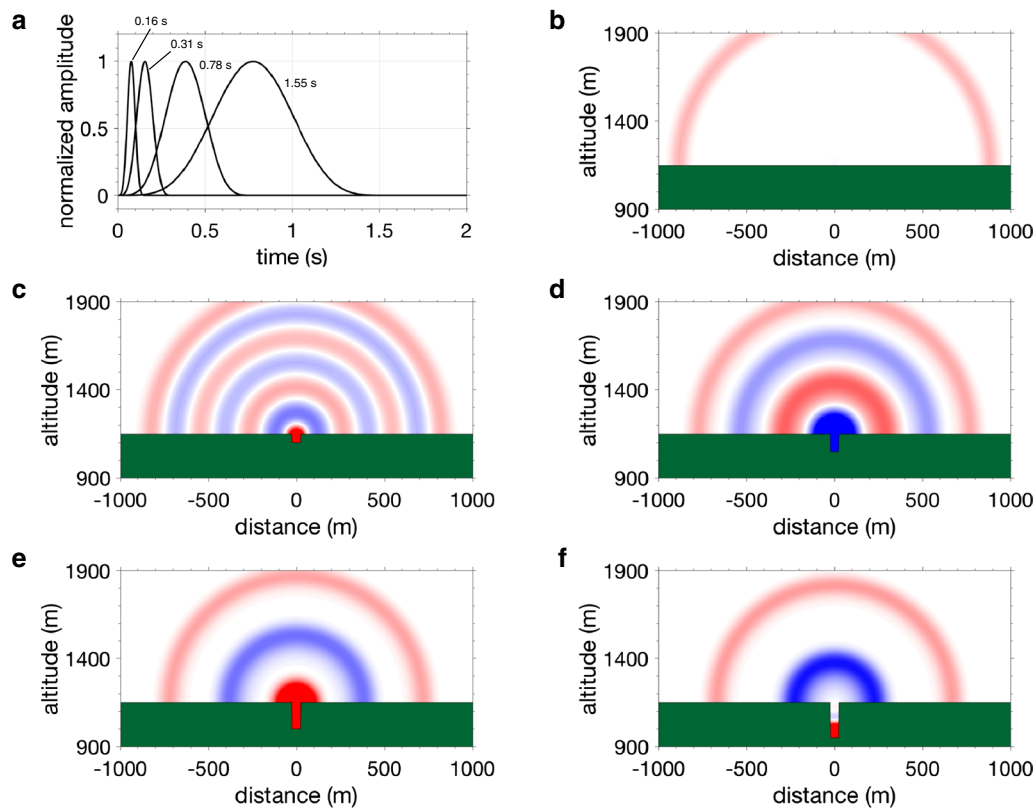 a
0.16 s
0.31 s
0.78 s
1.55 s
normalized amplitude
1
0.5
0
0 0.5 1 1.5 2
time (s)
b
altitude (m)
1900
1400
900
-1000 -500 0 500 1000
distance (m)
c
altitude (m)
1900
1400
900
-1000 -500 0 500 1000
distance (m)
d
altitude (m)
1900
1400
900
-1000 -500 0 500 1000
distance (m)
e
altitude (m)
1900
1400
900
-1000 -500 0 500 1000
distance (m)
f
altitude (m)
1900
1400
900
-1000 -500 0 500 1000
distance (m)